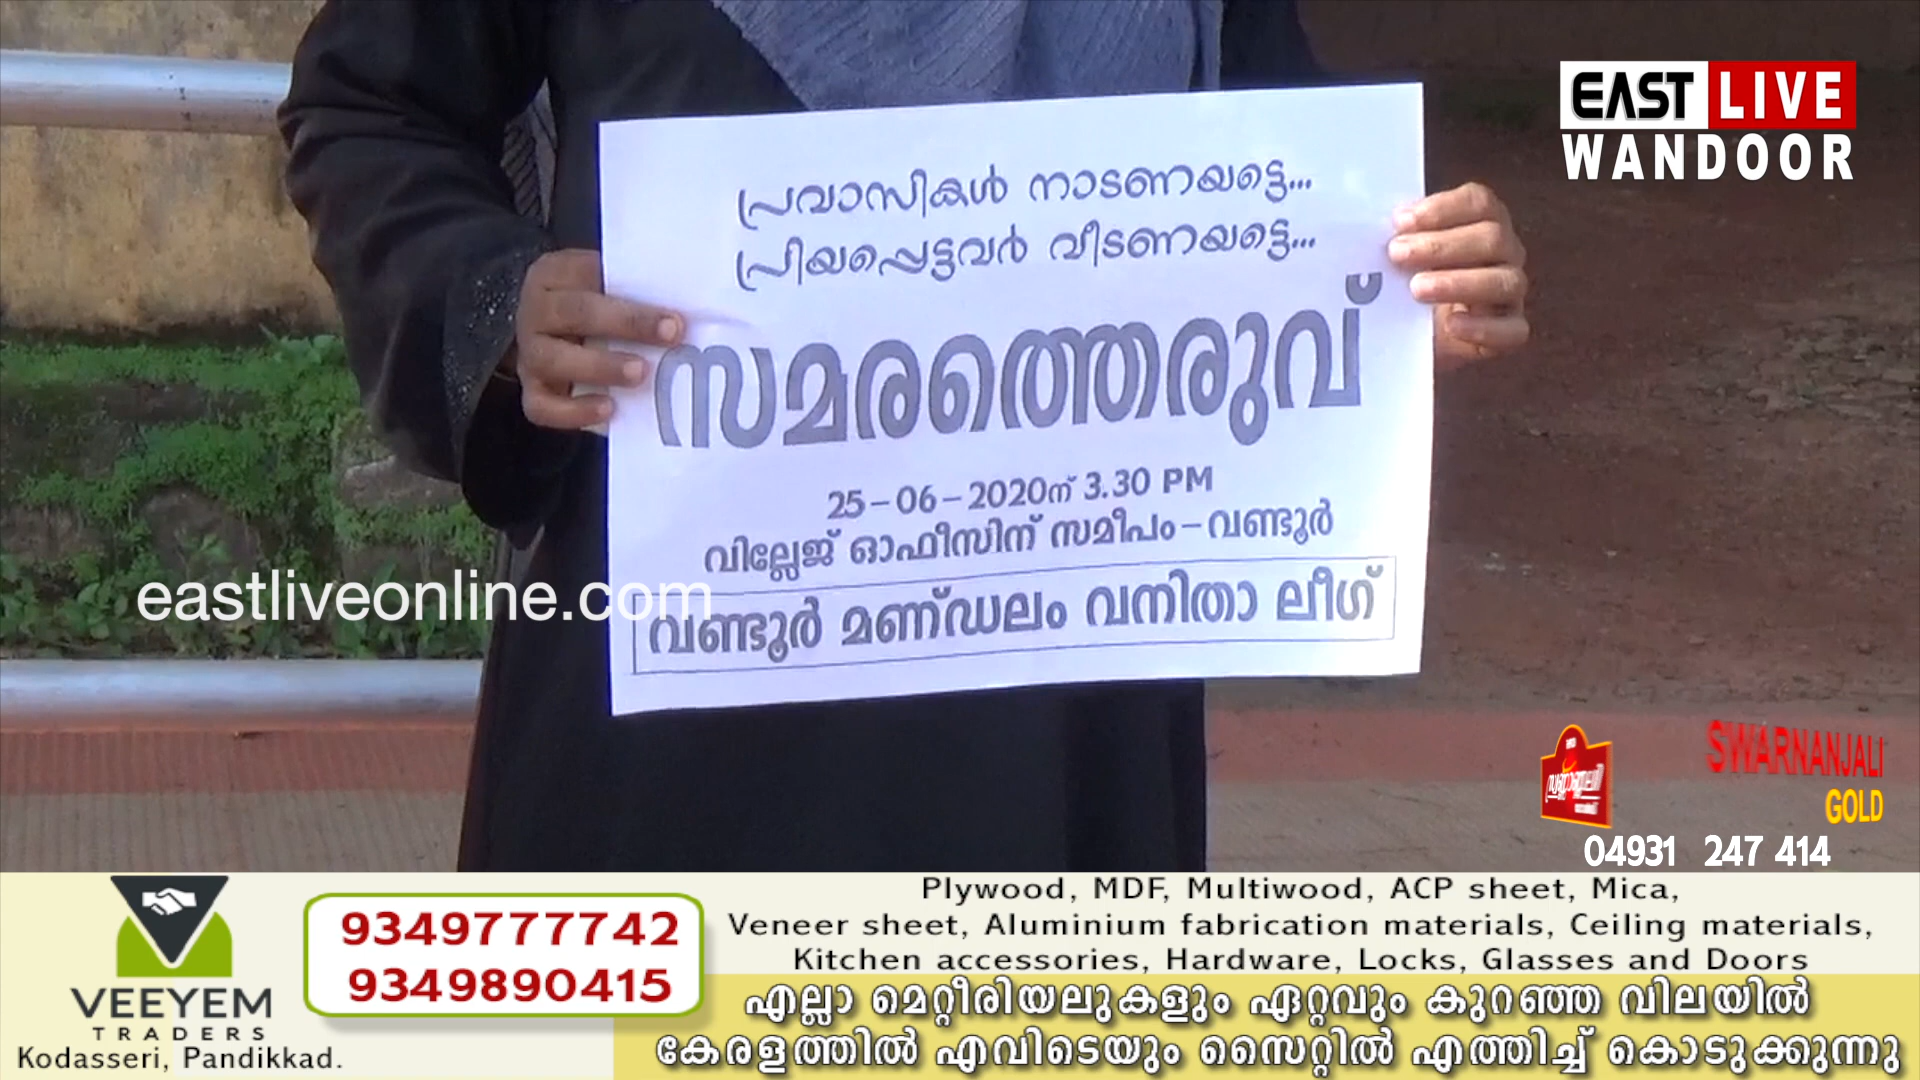 EAST LIVE
WANDOOR
പ്രവാസികൾ നാടണയട്ടെ...
പ്രിയപ്പെട്ടവർ വീടണയട്ടെ...
സമരത്തെരുവ്
25-06-2020ന് 3.30 PM
വില്ലേജ് ഓഫീസിന് സമീപം-വണ്ടൂർ
വണ്ടൂർ മണ്ഡലം വനിതാ ലീഗ്
eastliveonline.com
SWARNANJALI
GOLD
04931 247 414
VEEYEM
TRADERS
Kodasseri, Pandikkad.
9349777742
9349890415
Plywood, MDF, Multiwood, ACP sheet, Mica,
Veneer sheet, Aluminium fabrication materials, Ceiling materials,
Kitchen accessories, Hardware, Locks, Glasses and Doors
എല്ലാ മെറ്റീരിയലുകളും ഏറ്റവും കുറഞ്ഞ വിലയിൽ
കേരളത്തിൽ എവിടെയും സൈറ്റിൽ എത്തിച്ച് കൊടുക്കുന്നു